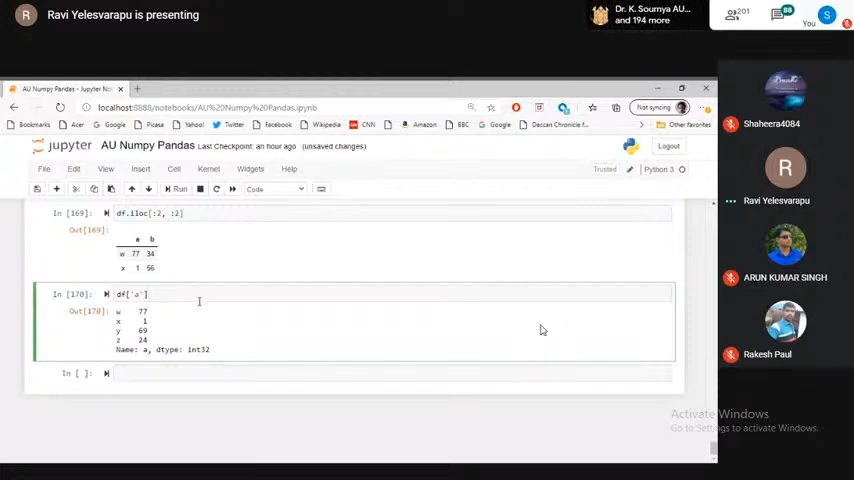 R Ravi Yelesvarapu is presenting
Dr. K. Sowmya AU...
and 194 more
201
88
S
You
AU Numpy Pandas - Jupyter Not
localhost:8888/notebooks/AU%20Numpy%20Pandas.ipynb
Not syncing
Bookmarks Acer Google Picasa Yahoo! Twitter Facebook Wikipedia CNN Amazon BBC Google Deccan Chronicle f... Other favorites
jupyter AU Numpy Pandas Last Checkpoint: an hour ago (unsaved changes) Logout
File Edit View Insert Cell Kernel Widgets Help Trusted Python 3
Run Code
In [169]: df.iloc[:2, :2]
Out[169]:
a b
w 77 34
x 1 56
In [170]: df['a']
Out[170]: w 77
x 1
y 69
z 24
Name: a, dtype: int32
In [ ]:
Shaheera4084
R
Ravi Yelesvarapu
ARUN KUMAR SINGH
Rakesh Paul
Activate Windows
Go to Settings to activate Windows.